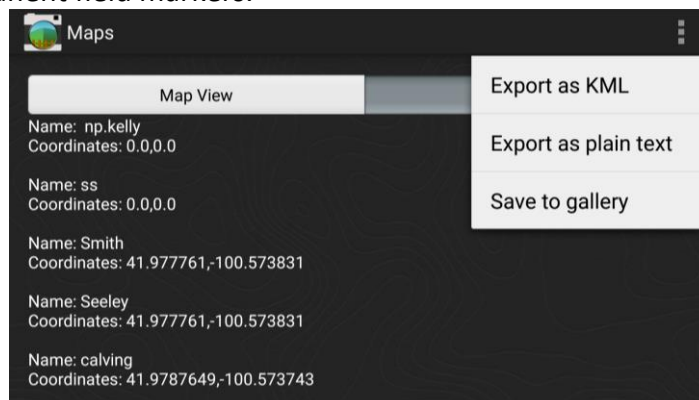 Maps
Map View
Export as KML
Export as plain text
Save to gallery
Name: np.kelly
Coordinates: 0.0,0.0
Name: ss
Coordinates: 0.0,0.0
Name: Smith
Coordinates: 41.977761,-100.573831
Name: Seeley
Coordinates: 41.977761,-100.573831
Name: calving
Coordinates: 41.9787649,-100.573743